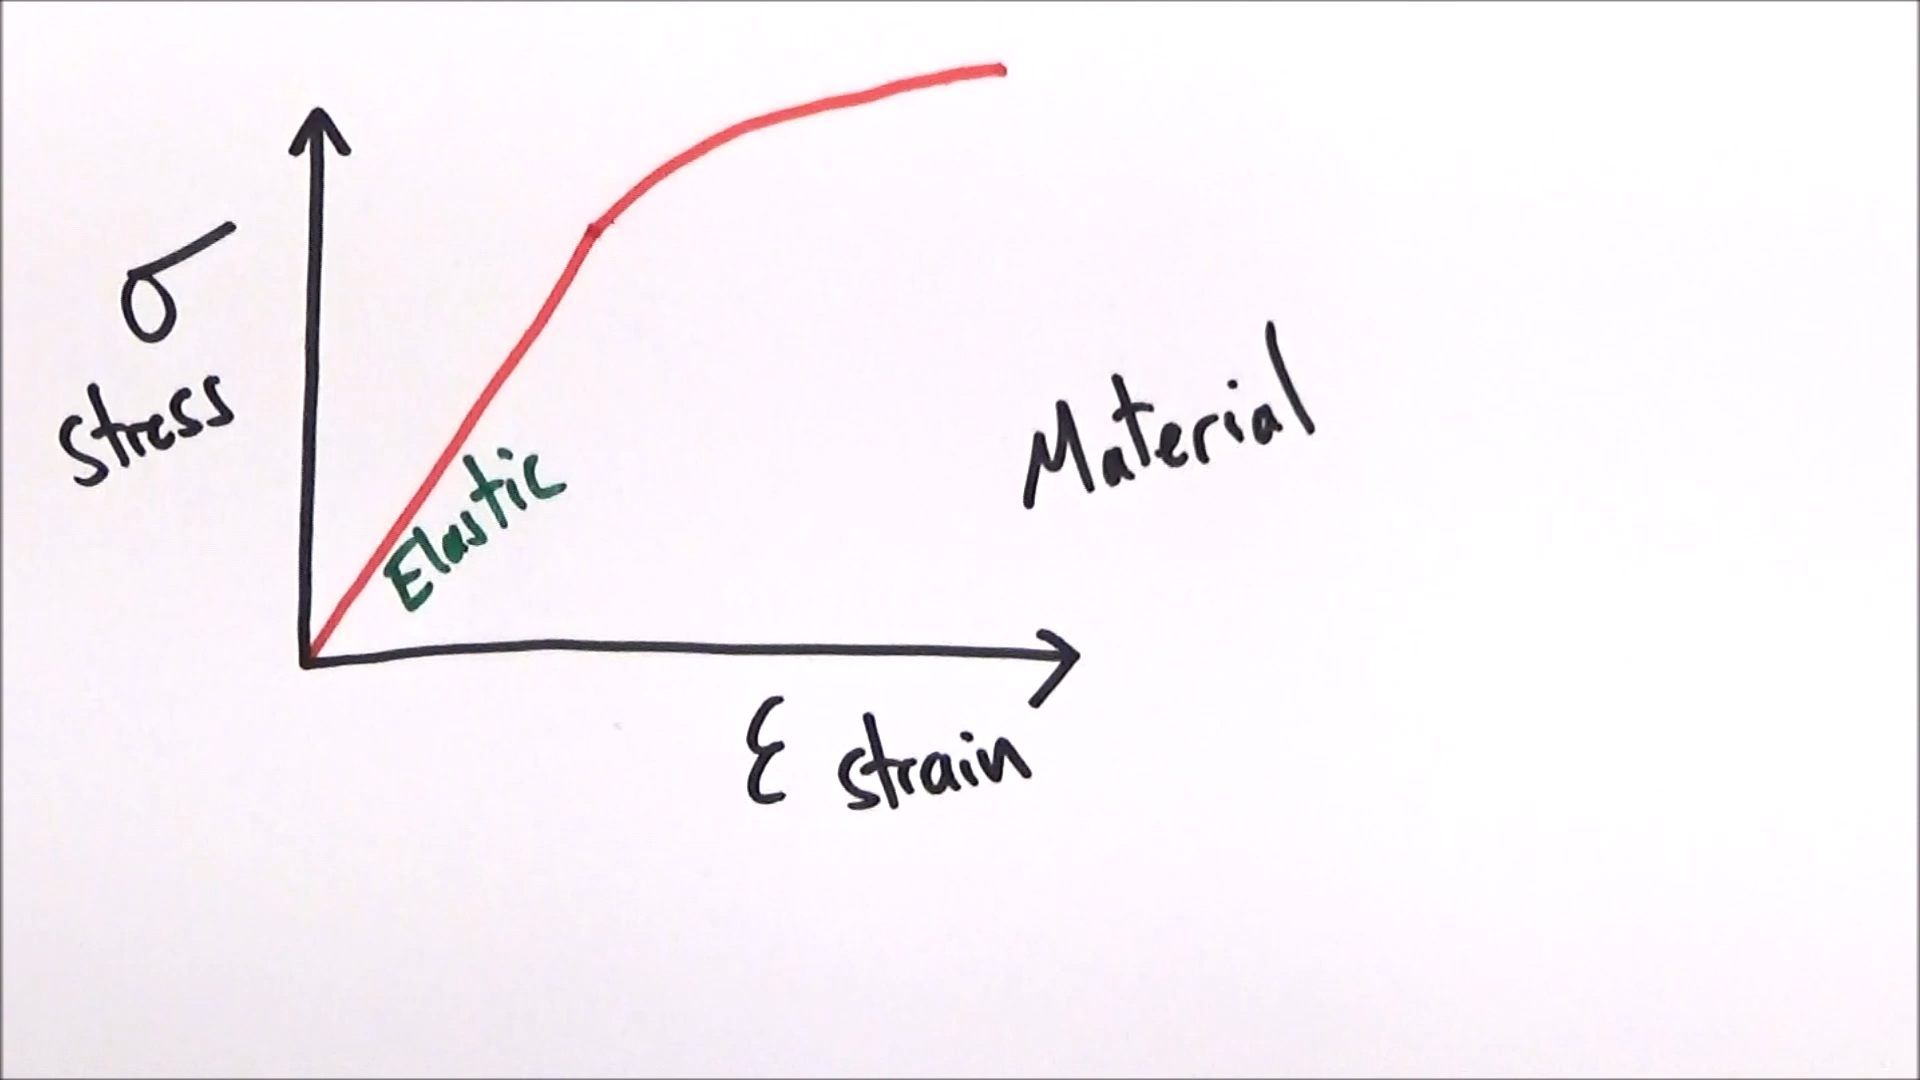 σ
stress
Elastic
Material
ε strain